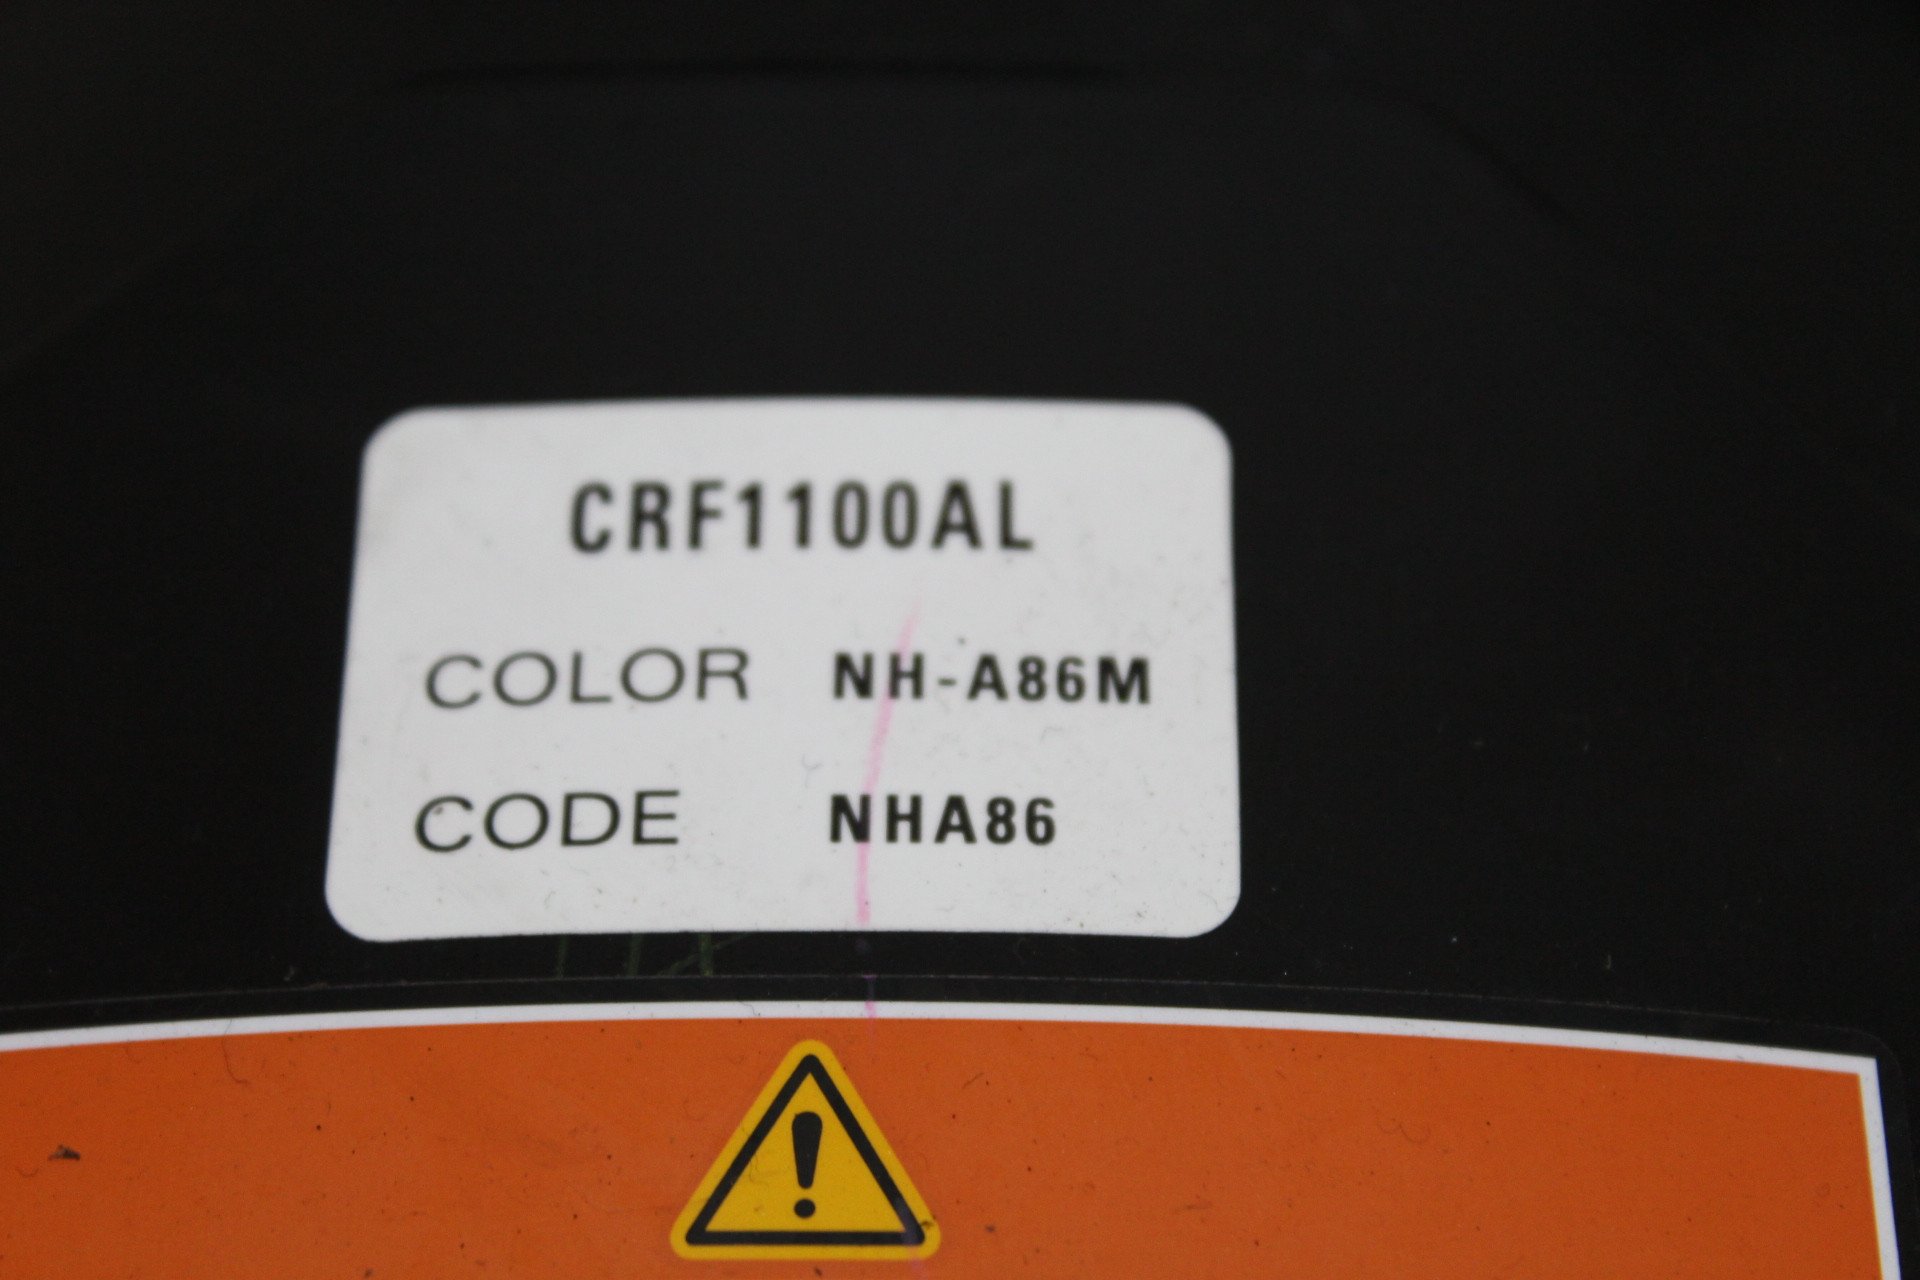 CRF1100AL
COLOR NH-A86M
CODE NHA86